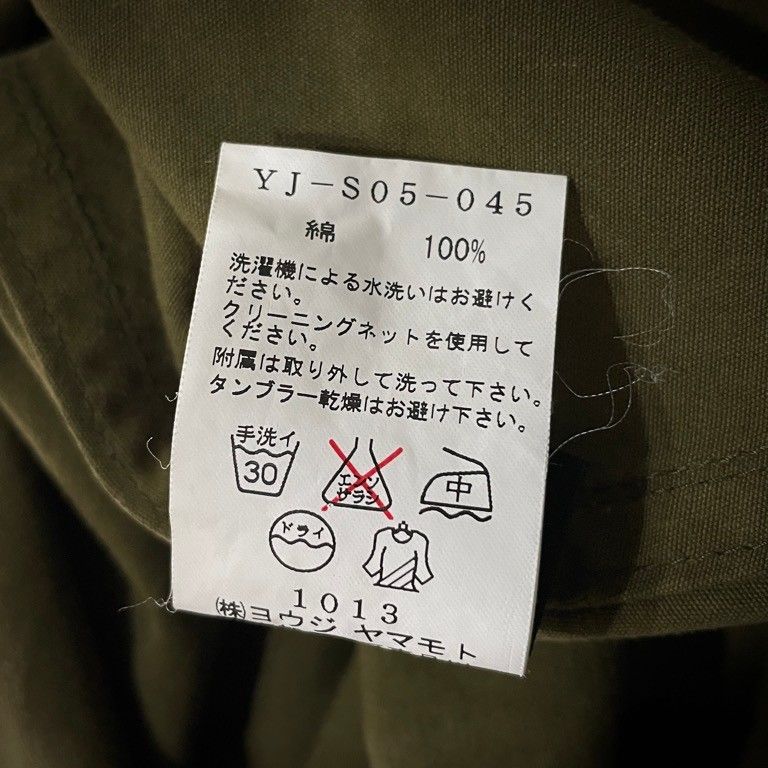 YJ-S05-045
綿 100%
洗濯機による水洗いはお避けく
ださい。
クリーニングネットを使用して
ください。
附属は取り外して洗って下さい。
タンブラー乾燥はお避け下さい。
手洗イ
30
エンソ
サラシ
中
ドライ
1013
㈱ヨウジ ヤマモト